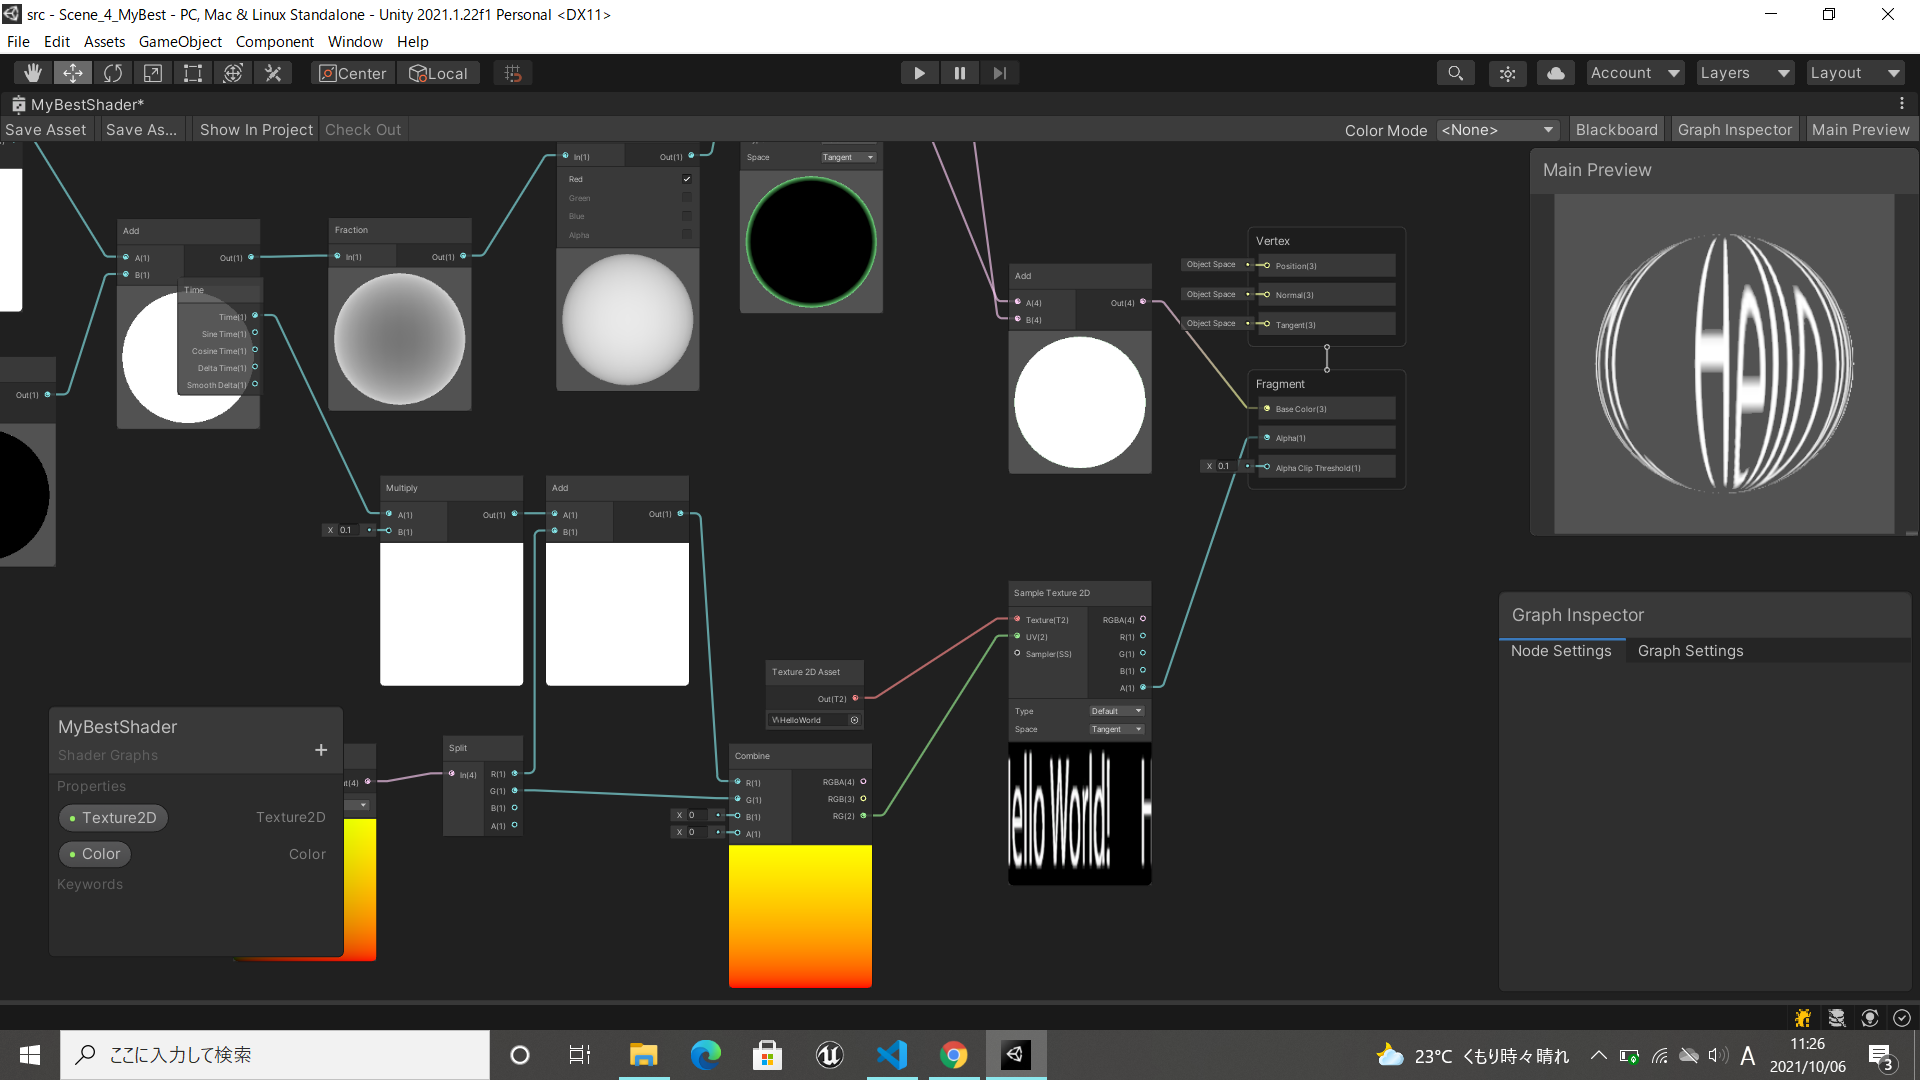 src - Scene_4_MyBest - PC, Mac & Linux Standalone - Unity 2021.1.22f1 Personal <DX11>
File Edit Assets GameObject Component Window Help
Center Local Account Layers Layout
MyBestShader*
Save Asset Save As... Show In Project Check Out Color Mode <None> Blackboard Graph Inspector Main Preview
In(1) Out(1)
Red
Green
Blue
Alpha
Space Tangent
Add
A(1) Out(1)
B(1)
Time
Time(1)
Sine Time(1)
Cosine Time(1)
Delta Time(1)
Smooth Delta(1)
Fraction
In(1) Out(1)
Out(1)
Add
A(4) Out(4)
B(4)
Vertex
Object Space Position(3)
Object Space Normal(3)
Object Space Tangent(3)
Fragment
Base Color(3)
Alpha(1)
X 0.1 Alpha Clip Threshold(1)
Main Preview
Multiply
A(1) Out(1)
X 0.1 B(1)
Add
A(1) Out(1)
B(1)
Sample Texture 2D
Texture(T2) RGBA(4)
UV(2) R(1)
Sampler(SS) G(1)
B(1)
A(1)
Type Default
Space Tangent
ello World! H
Texture 2D Asset
Out(T2)
HelloWorld
Split
In(4) R(1)
G(1)
B(1)
A(1)
Combine
R(1) RGBA(4)
G(1) RGB(3)
X 0 B(1) RG(2)
X 0 A(1)
MyBestShader
Shader Graphs
+
Properties
Texture2D Texture2D
Color Color
Keywords
Graph Inspector
Node Settings Graph Settings
ここに入力して検索
23°C くもり時々晴れ
A
11:26
2021/10/06
3